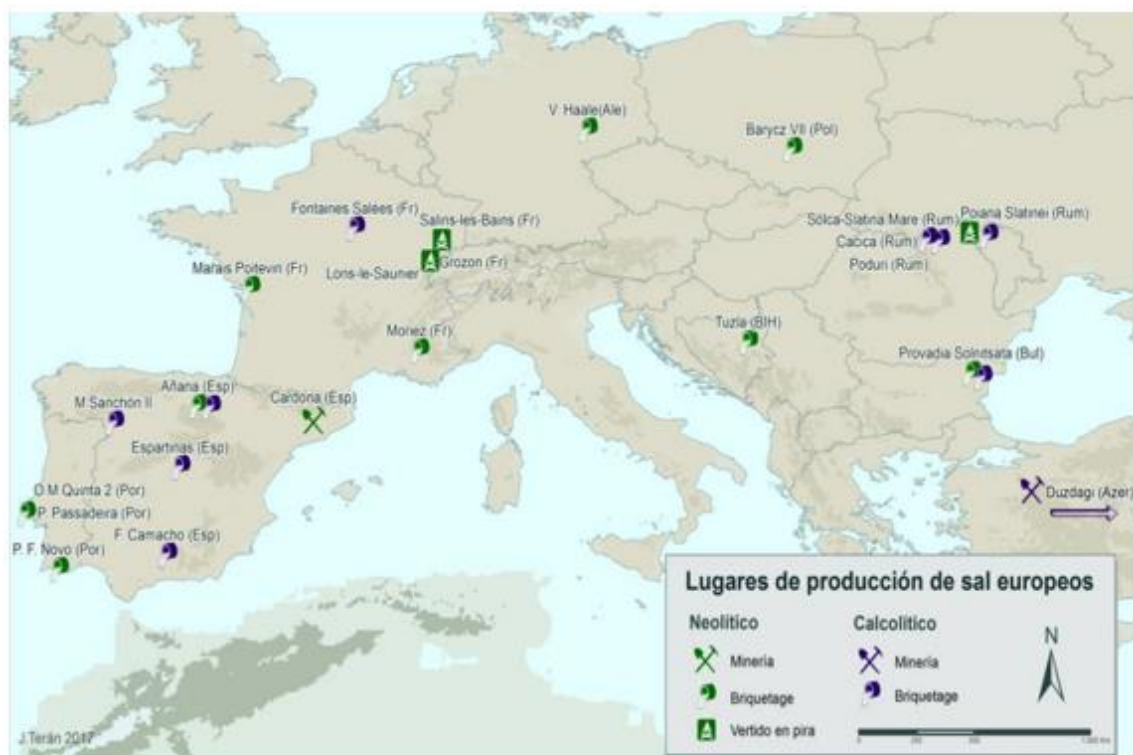 V. Haale(Ale)
Barycz VII (Pol)
Fontaines Salées (Fr)
Salins-les-Bains (Fr)
Solca-Slatina Mare (Rum)
Poiana Slatinei (Rum)
Cacica (Rum)
Grozon (Fr)
Marais Poitevin (Fr)
Lons-le-Saunier
Poduri (Rum)
Moriez (Fr)
Tuzla (BIH)
Provadia Solnitsata (Bul)
Añana (Esp)
Cardona (Esp)
M.Sanchón II
Espartinas (Esp)
O.M Quinta 2 (Por)
Duzdagi (Azer)
P. Passadeira (Por)
F. Camacho (Esp)
P. F. Novo (Por)
Lugares de producción de sal europeos
Neolítico Calcolítico
Minería Minería
N
Briquetage Briquetage
Vertido en pira
J.Terán 2017